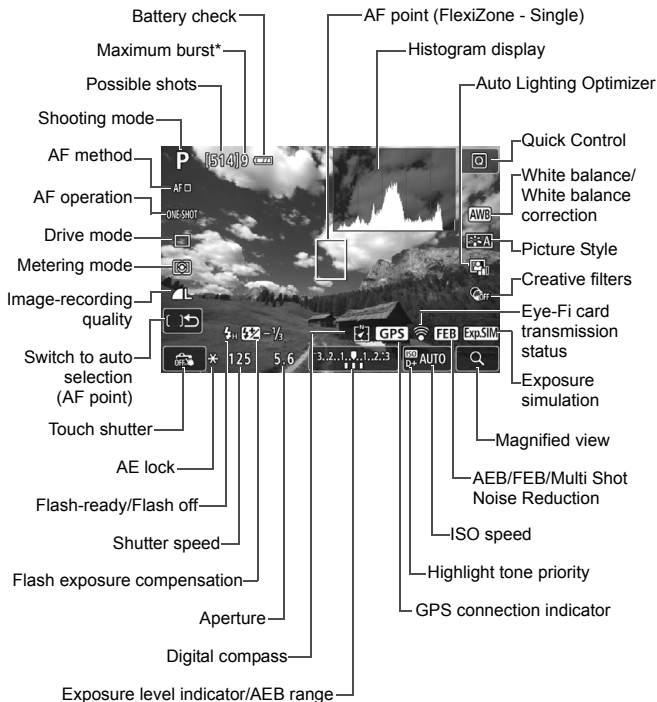 Battery check
AF point (FlexiZone - Single)
Maximum burst*
Histogram display
Possible shots
Auto Lighting Optimizer
Shooting mode
P
[514]9
Q
Quick Control
AF method
AF
White balance/
White balance
correction
AF operation
ONE SHOT
AWB
Drive mode
A
Picture Style
Metering mode
OFF
Creative filters
Image-recording
quality
L
Eye-Fi card
transmission
status
N
GPS
FEB
Exp.SIM
H
-1/3
Switch to auto
selection
(AF point)
OFF
* 125 5.6
3..2..1..▼..1..2..3
ISO
D+
AUTO
Exposure
simulation
Touch shutter
Magnified view
AE lock
AEB/FEB/Multi Shot
Noise Reduction
Flash-ready/Flash off
ISO speed
Shutter speed
Highlight tone priority
Flash exposure compensation
GPS connection indicator
Aperture
Digital compass
Exposure level indicator/AEB range